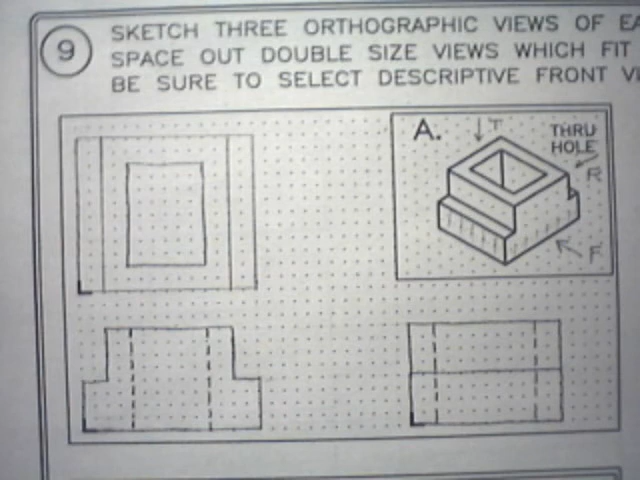 9
SKETCH THREE ORTHOGRAPHIC VIEWS OF
SPACE OUT DOUBLE SIZE VIEWS WHICH FIT
BE SURE TO SELECT DESCRIPTIVE FRONT
A.
T
THRU
HOLE
R
F